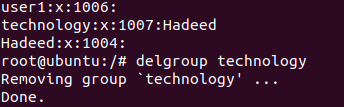 user1:x:1006:
technology:x:1007:Hadeed
Hadeed:x:1004:
root@ubuntu:/# delgroup technology
Removing group `technology' ...
Done.